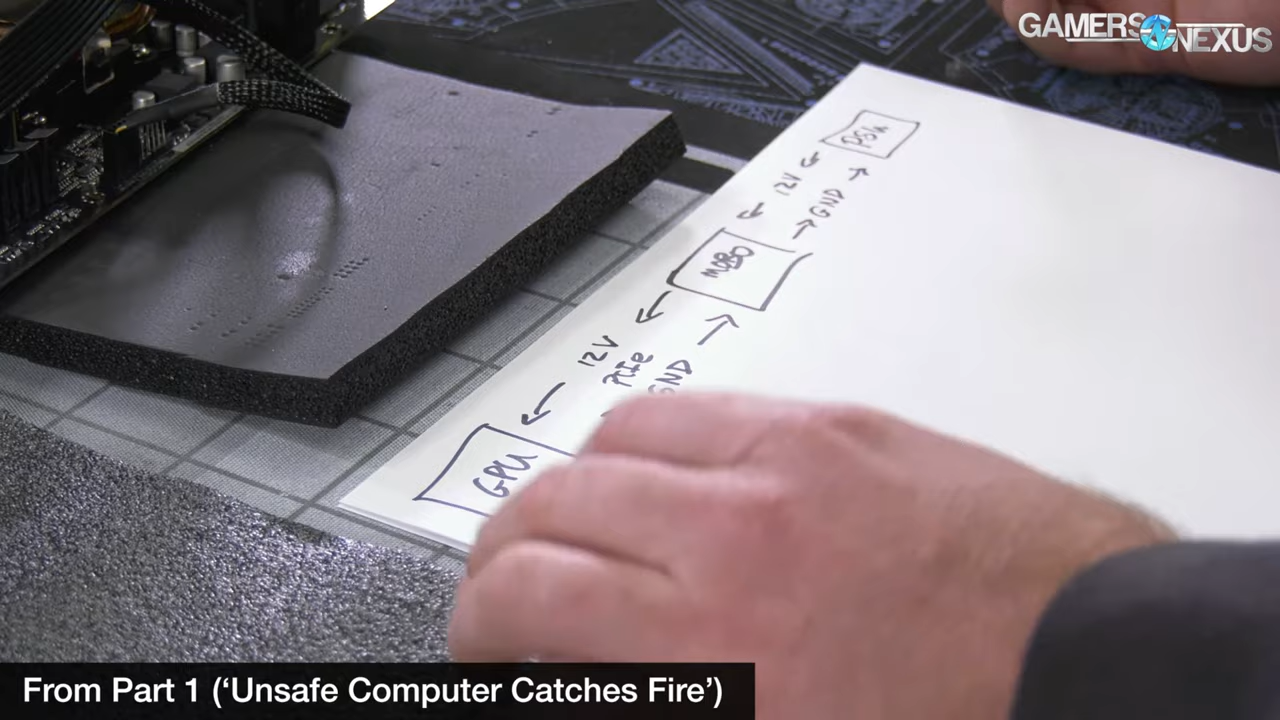 GAMERS NEXUS
PSU
12V
GND
MOBO
12V
PCIe
GND
GPU
From Part 1 (‘Unsafe Computer Catches Fire’)